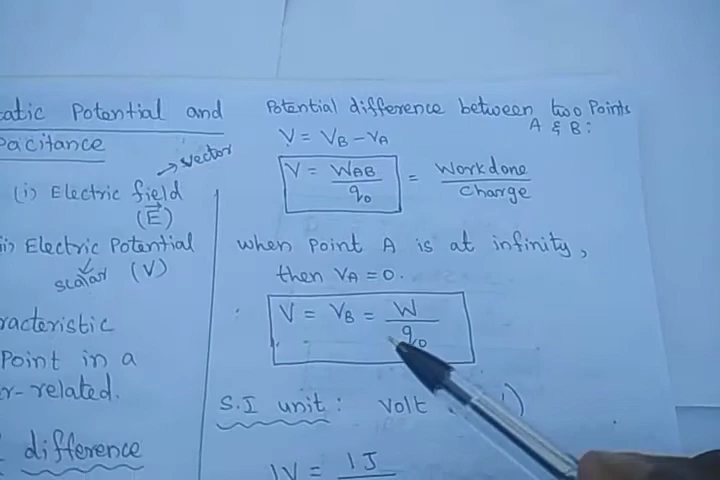 tatic Potential and
pacitance
→ vector
(i) Electric field
(E⃗)
ii) Electric Potential
scalar (V)
racteristic
Point in a
r-related.
difference
Potential difference between two Points
A & B:
V = VB - VA
V = WAB / q0 = Workdone / Charge
When Point A is at infinity,
then VA = 0.
V = VB = W / q0
S.I unit : Volt
1V = 1J